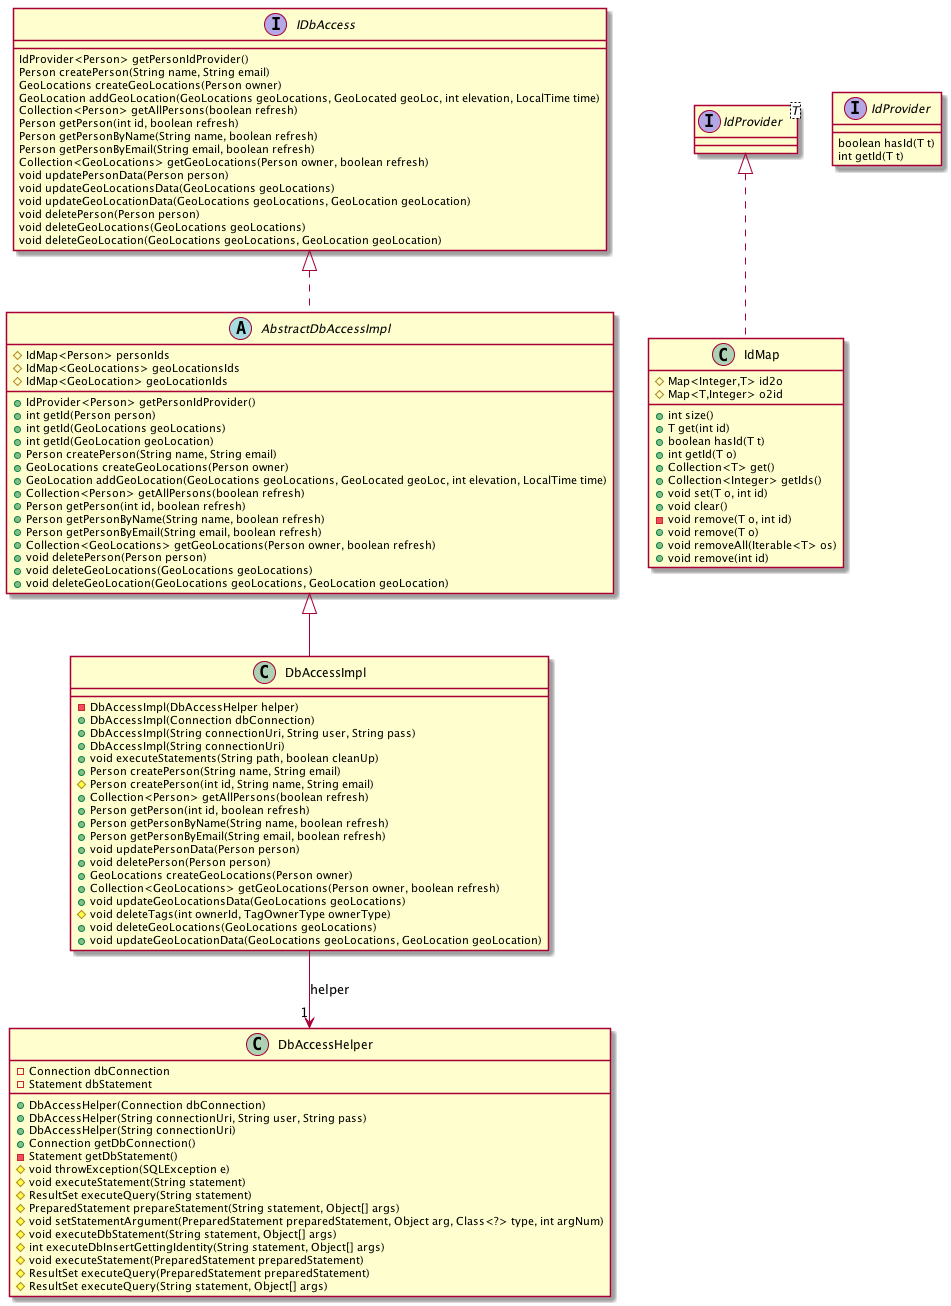 I IDbAccess
IdProvider<Person> getPersonIdProvider()
Person createPerson(String name, String email)
GeoLocations createGeoLocations(Person owner)
GeoLocation addGeoLocation(GeoLocations geoLocations, GeoLocated geoLoc, int elevation, LocalTime time)
Collection<Person> getAllPersons(boolean refresh)
Person getPerson(int id, boolean refresh)
Person getPersonByName(String name, boolean refresh)
Person getPersonByEmail(String email, boolean refresh)
Collection<GeoLocations> getGeoLocations(Person owner, boolean refresh)
void updatePersonData(Person person)
void updateGeoLocationsData(GeoLocations geoLocations)
void updateGeoLocationData(GeoLocations geoLocations, GeoLocation geoLocation)
void deletePerson(Person person)
void deleteGeoLocations(GeoLocations geoLocations)
void deleteGeoLocation(GeoLocations geoLocations, GeoLocation geoLocation)
I IdProvider T
I IdProvider
boolean hasId(T t)
int getId(T t)
A AbstractDbAccessImpl
IdMap<Person> personIds
IdMap<GeoLocations> geoLocationsIds
IdMap<GeoLocation> geoLocationIds
IdProvider<Person> getPersonIdProvider()
int getId(Person person)
int getId(GeoLocations geoLocations)
int getId(GeoLocation geoLocation)
Person createPerson(String name, String email)
GeoLocations createGeoLocations(Person owner)
GeoLocation addGeoLocation(GeoLocations geoLocations, GeoLocated geoLoc, int elevation, LocalTime time)
Collection<Person> getAllPersons(boolean refresh)
Person getPerson(int id, boolean refresh)
Person getPersonByName(String name, boolean refresh)
Person getPersonByEmail(String email, boolean refresh)
Collection<GeoLocations> getGeoLocations(Person owner, boolean refresh)
void deletePerson(Person person)
void deleteGeoLocations(GeoLocations geoLocations)
void deleteGeoLocation(GeoLocations geoLocations, GeoLocation geoLocation)
C IdMap
Map<Integer,T> id2o
Map<T,Integer> o2id
int size()
T get(int id)
boolean hasId(T t)
int getId(T o)
Collection<T> get()
Collection<Integer> getIds()
void set(T o, int id)
void clear()
void remove(T o, int id)
void remove(T o)
void removeAll(Iterable<T> os)
void remove(int id)
C DbAccessImpl
DbAccessImpl(DbAccessHelper helper)
DbAccessImpl(Connection dbConnection)
DbAccessImpl(String connectionUri, String user, String pass)
DbAccessImpl(String connectionUri)
void executeStatements(String path, boolean cleanUp)
Person createPerson(String name, String email)
Person createPerson(int id, String name, String email)
Collection<Person> getAllPersons(boolean refresh)
Person getPerson(int id, boolean refresh)
Person getPersonByName(String name, boolean refresh)
Person getPersonByEmail(String email, boolean refresh)
void updatePersonData(Person person)
void deletePerson(Person person)
GeoLocations createGeoLocations(Person owner)
Collection<GeoLocations> getGeoLocations(Person owner, boolean refresh)
void updateGeoLocationsData(GeoLocations geoLocations)
void deleteTags(int ownerId, TagOwnerType ownerType)
void deleteGeoLocations(GeoLocations geoLocations)
void updateGeoLocationData(GeoLocations geoLocations, GeoLocation geoLocation)
helper
1
C DbAccessHelper
Connection dbConnection
Statement dbStatement
DbAccessHelper(Connection dbConnection)
DbAccessHelper(String connectionUri, String user, String pass)
DbAccessHelper(String connectionUri)
Connection getDbConnection()
Statement getDbStatement()
void throwException(SQLException e)
void executeStatement(String statement)
ResultSet executeQuery(String statement)
PreparedStatement prepareStatement(String statement, Object[] args)
void setStatementArgument(PreparedStatement preparedStatement, Object arg, Class<?> type, int argNum)
void executeDbStatement(String statement, Object[] args)
int executeDbInsertGettingIdentity(String statement, Object[] args)
void executeStatement(PreparedStatement preparedStatement)
ResultSet executeQuery(PreparedStatement preparedStatement)
ResultSet executeQuery(String statement, Object[] args)